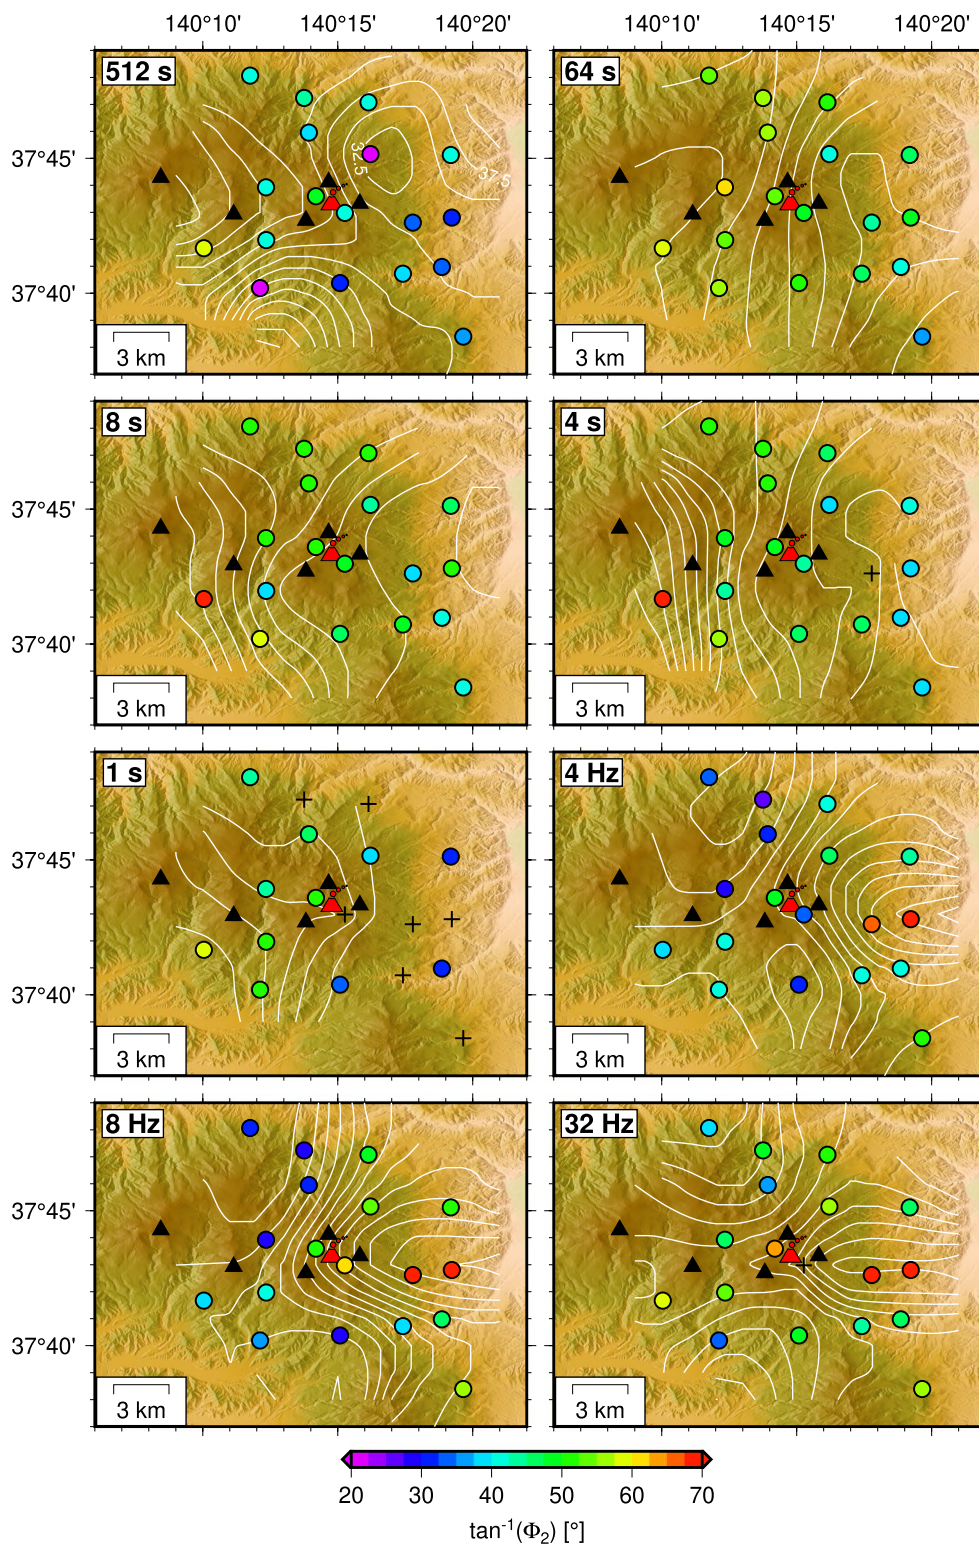 140°10' 140°15' 140°20' 140°10' 140°15' 140°20'
512 s
64 s
37°45'
32.5
37.5
37°40'
3 km
3 km
8 s
4 s
37°45'
37°40'
3 km
3 km
1 s
4 Hz
37°45'
37°40'
3 km
3 km
8 Hz
32 Hz
37°45'
37°40'
3 km
3 km
20 30 40 50 60 70
tan⁻¹(Φ₂) [°]